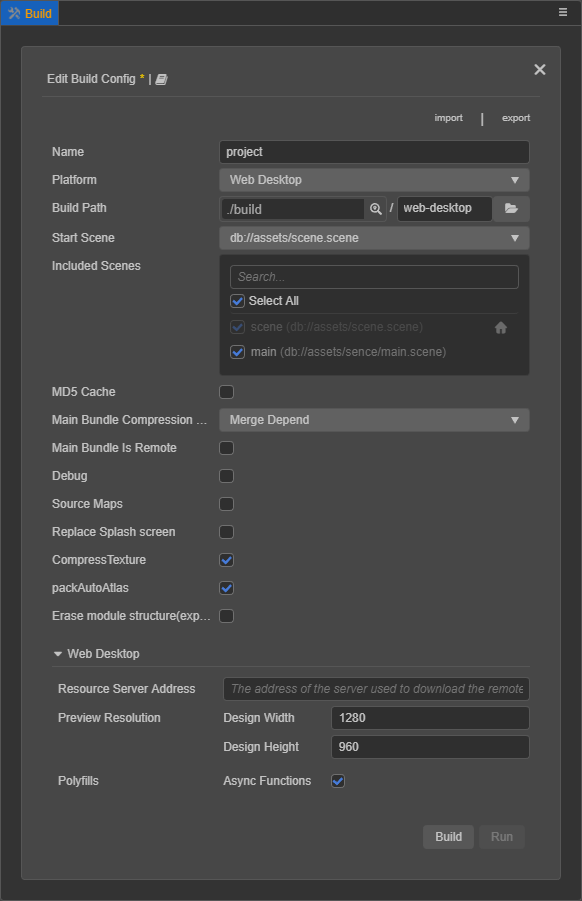 Build
Edit Build Config * |
import | export
Name project
Platform Web Desktop
Build Path ./build / web-desktop
Start Scene db://assets/scene.scene
Included Scenes
Search...
Select All
scene (db://assets/scene.scene)
main (db://assets/sence/main.scene)
MD5 Cache
Main Bundle Compression ... Merge Depend
Main Bundle Is Remote
Debug
Source Maps
Replace Splash screen
CompressTexture
packAutoAtlas
Erase module structure(exp...
Web Desktop
Resource Server Address The address of the server used to download the remote
Preview Resolution Design Width 1280
Design Height 960
Polyfills Async Functions
Build Run